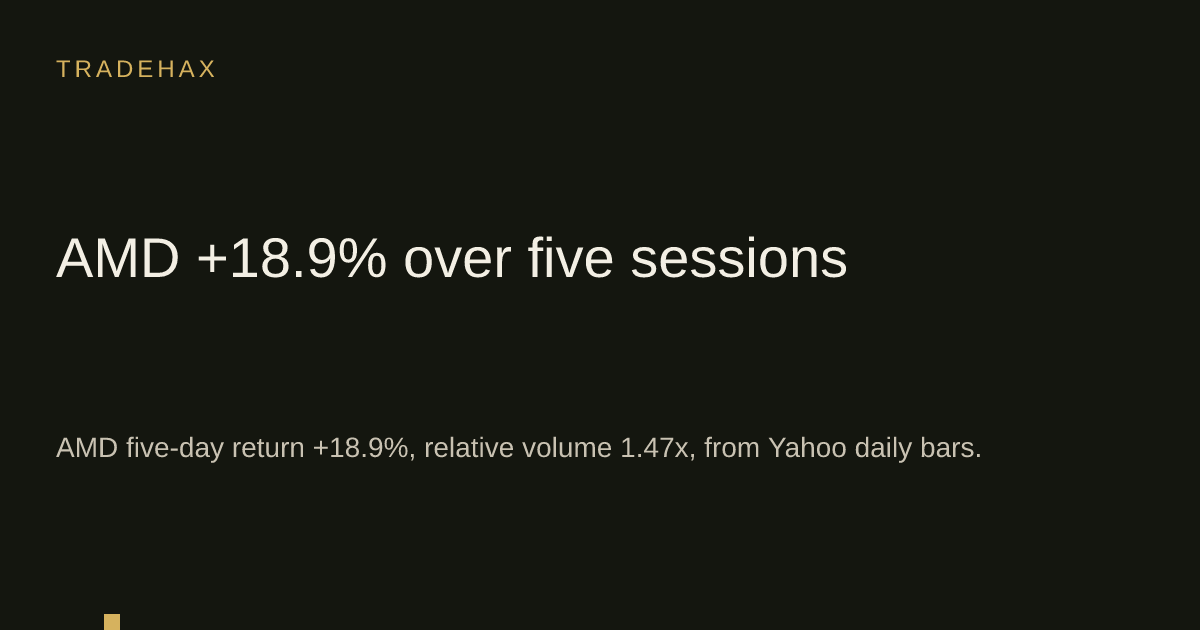 TRADEHAX
AMD +18.9% over five sessions
AMD five-day return +18.9%, relative volume 1.47x, from Yahoo daily bars.